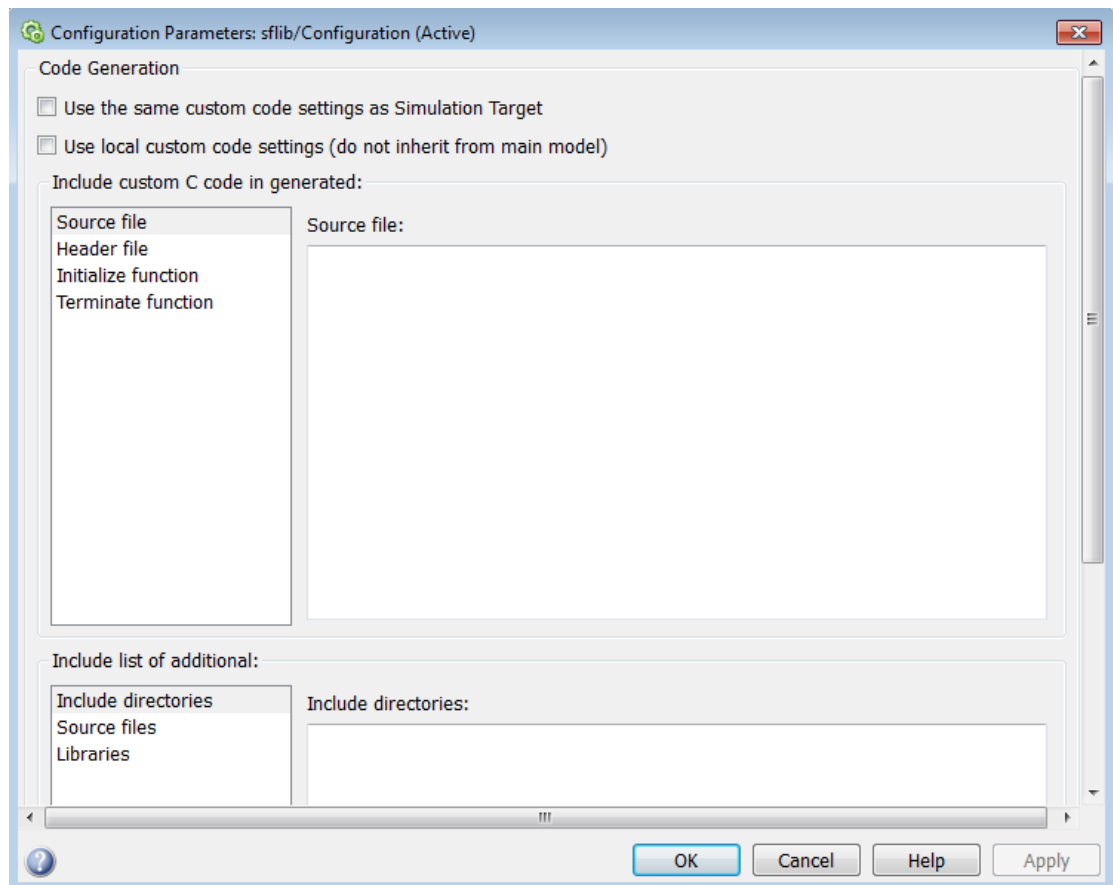 Configuration Parameters: sflib/Configuration (Active)
Code Generation
Use the same custom code settings as Simulation Target
Use local custom code settings (do not inherit from main model)
Include custom C code in generated:
Source file
Header file
Initialize function
Terminate function
Source file:
Include list of additional:
Include directories
Source files
Libraries
Include directories:
OK
Cancel
Help
Apply